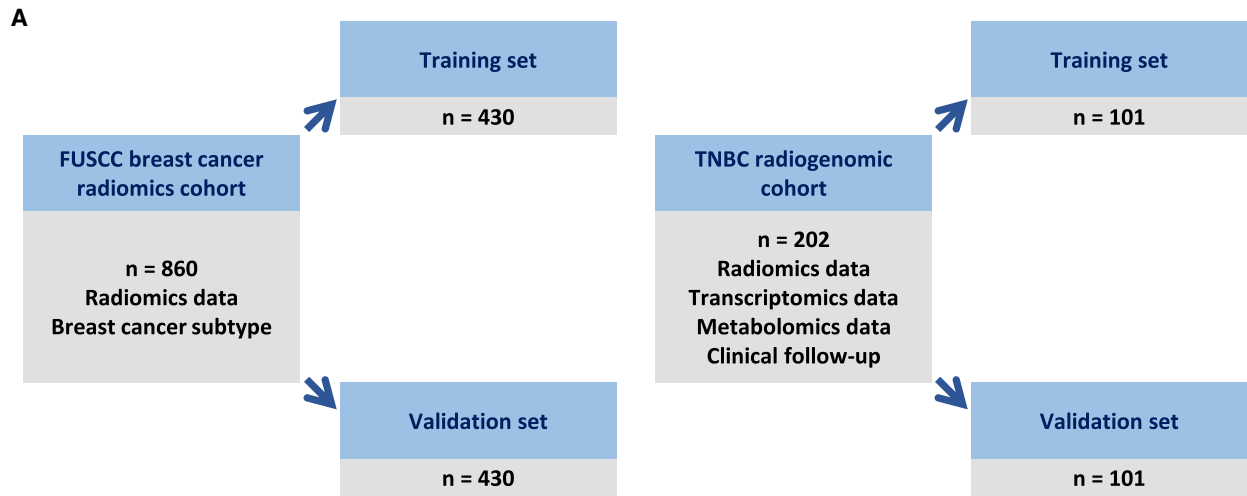 A
Training set
n = 430
FUSCC breast cancer
radiomics cohort
n = 860
Radiomics data
Breast cancer subtype
Validation set
n = 430
Training set
n = 101
TNBC radiogenomic
cohort
n = 202
Radiomics data
Transcriptomics data
Metabolomics data
Clinical follow-up
Validation set
n = 101